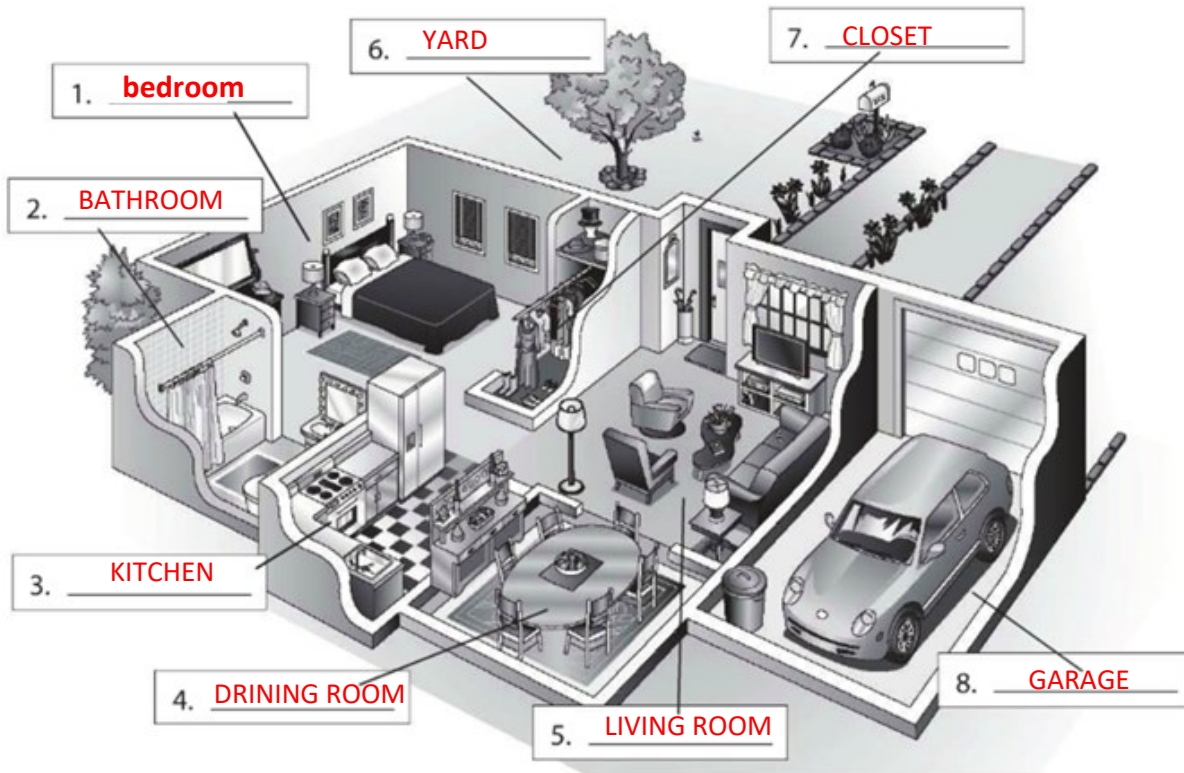 1. bedroom
2. BATHROOM
3. KITCHEN
4. DRINING ROOM
5. LIVING ROOM
6. YARD
7. CLOSET
8. GARAGE